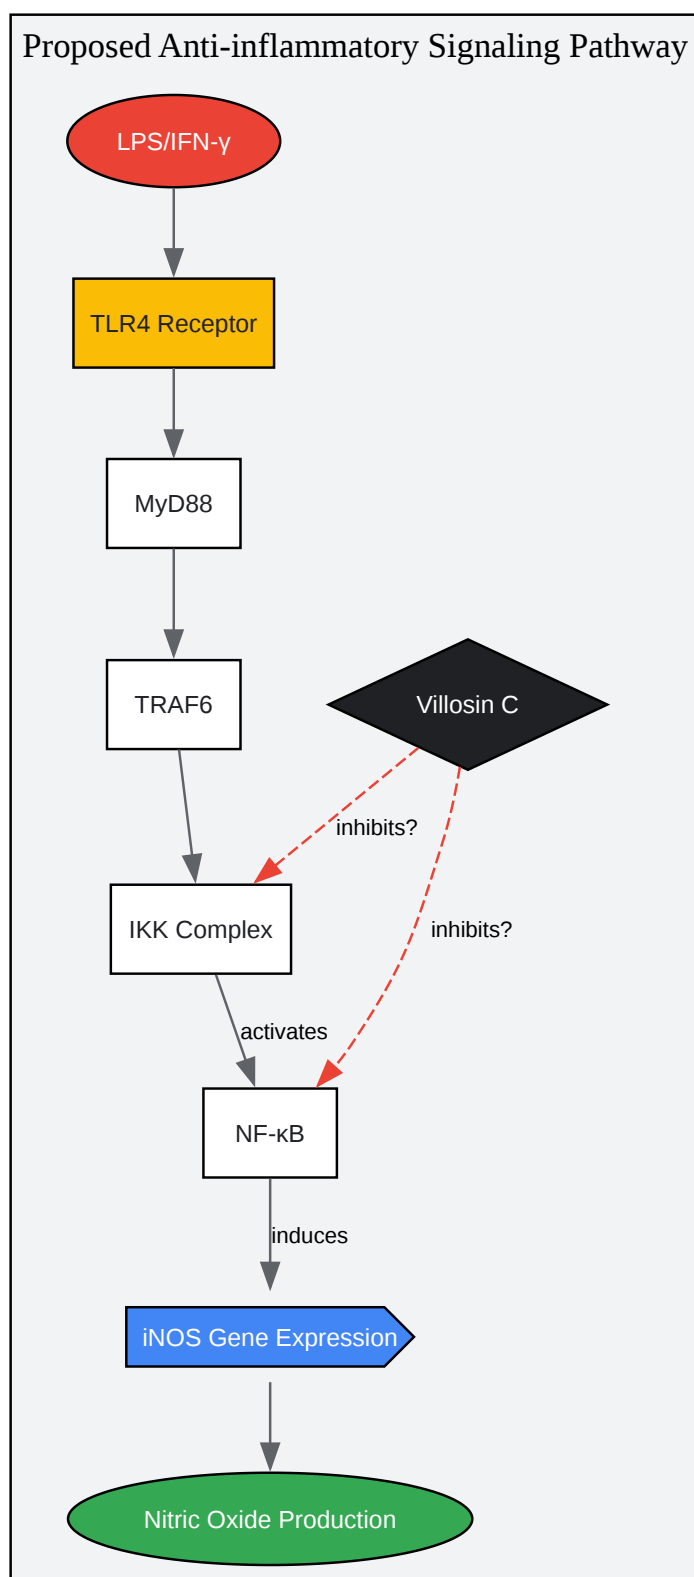 Proposed Anti-inflammatory Signaling Pathway
LPS/IFN-γ
TLR4 Receptor
MyD88
TRAF6
Villosin C
inhibits?
IKK Complex
inhibits?
activates
NF-κB
induces
iNOS Gene Expression
Nitric Oxide Production